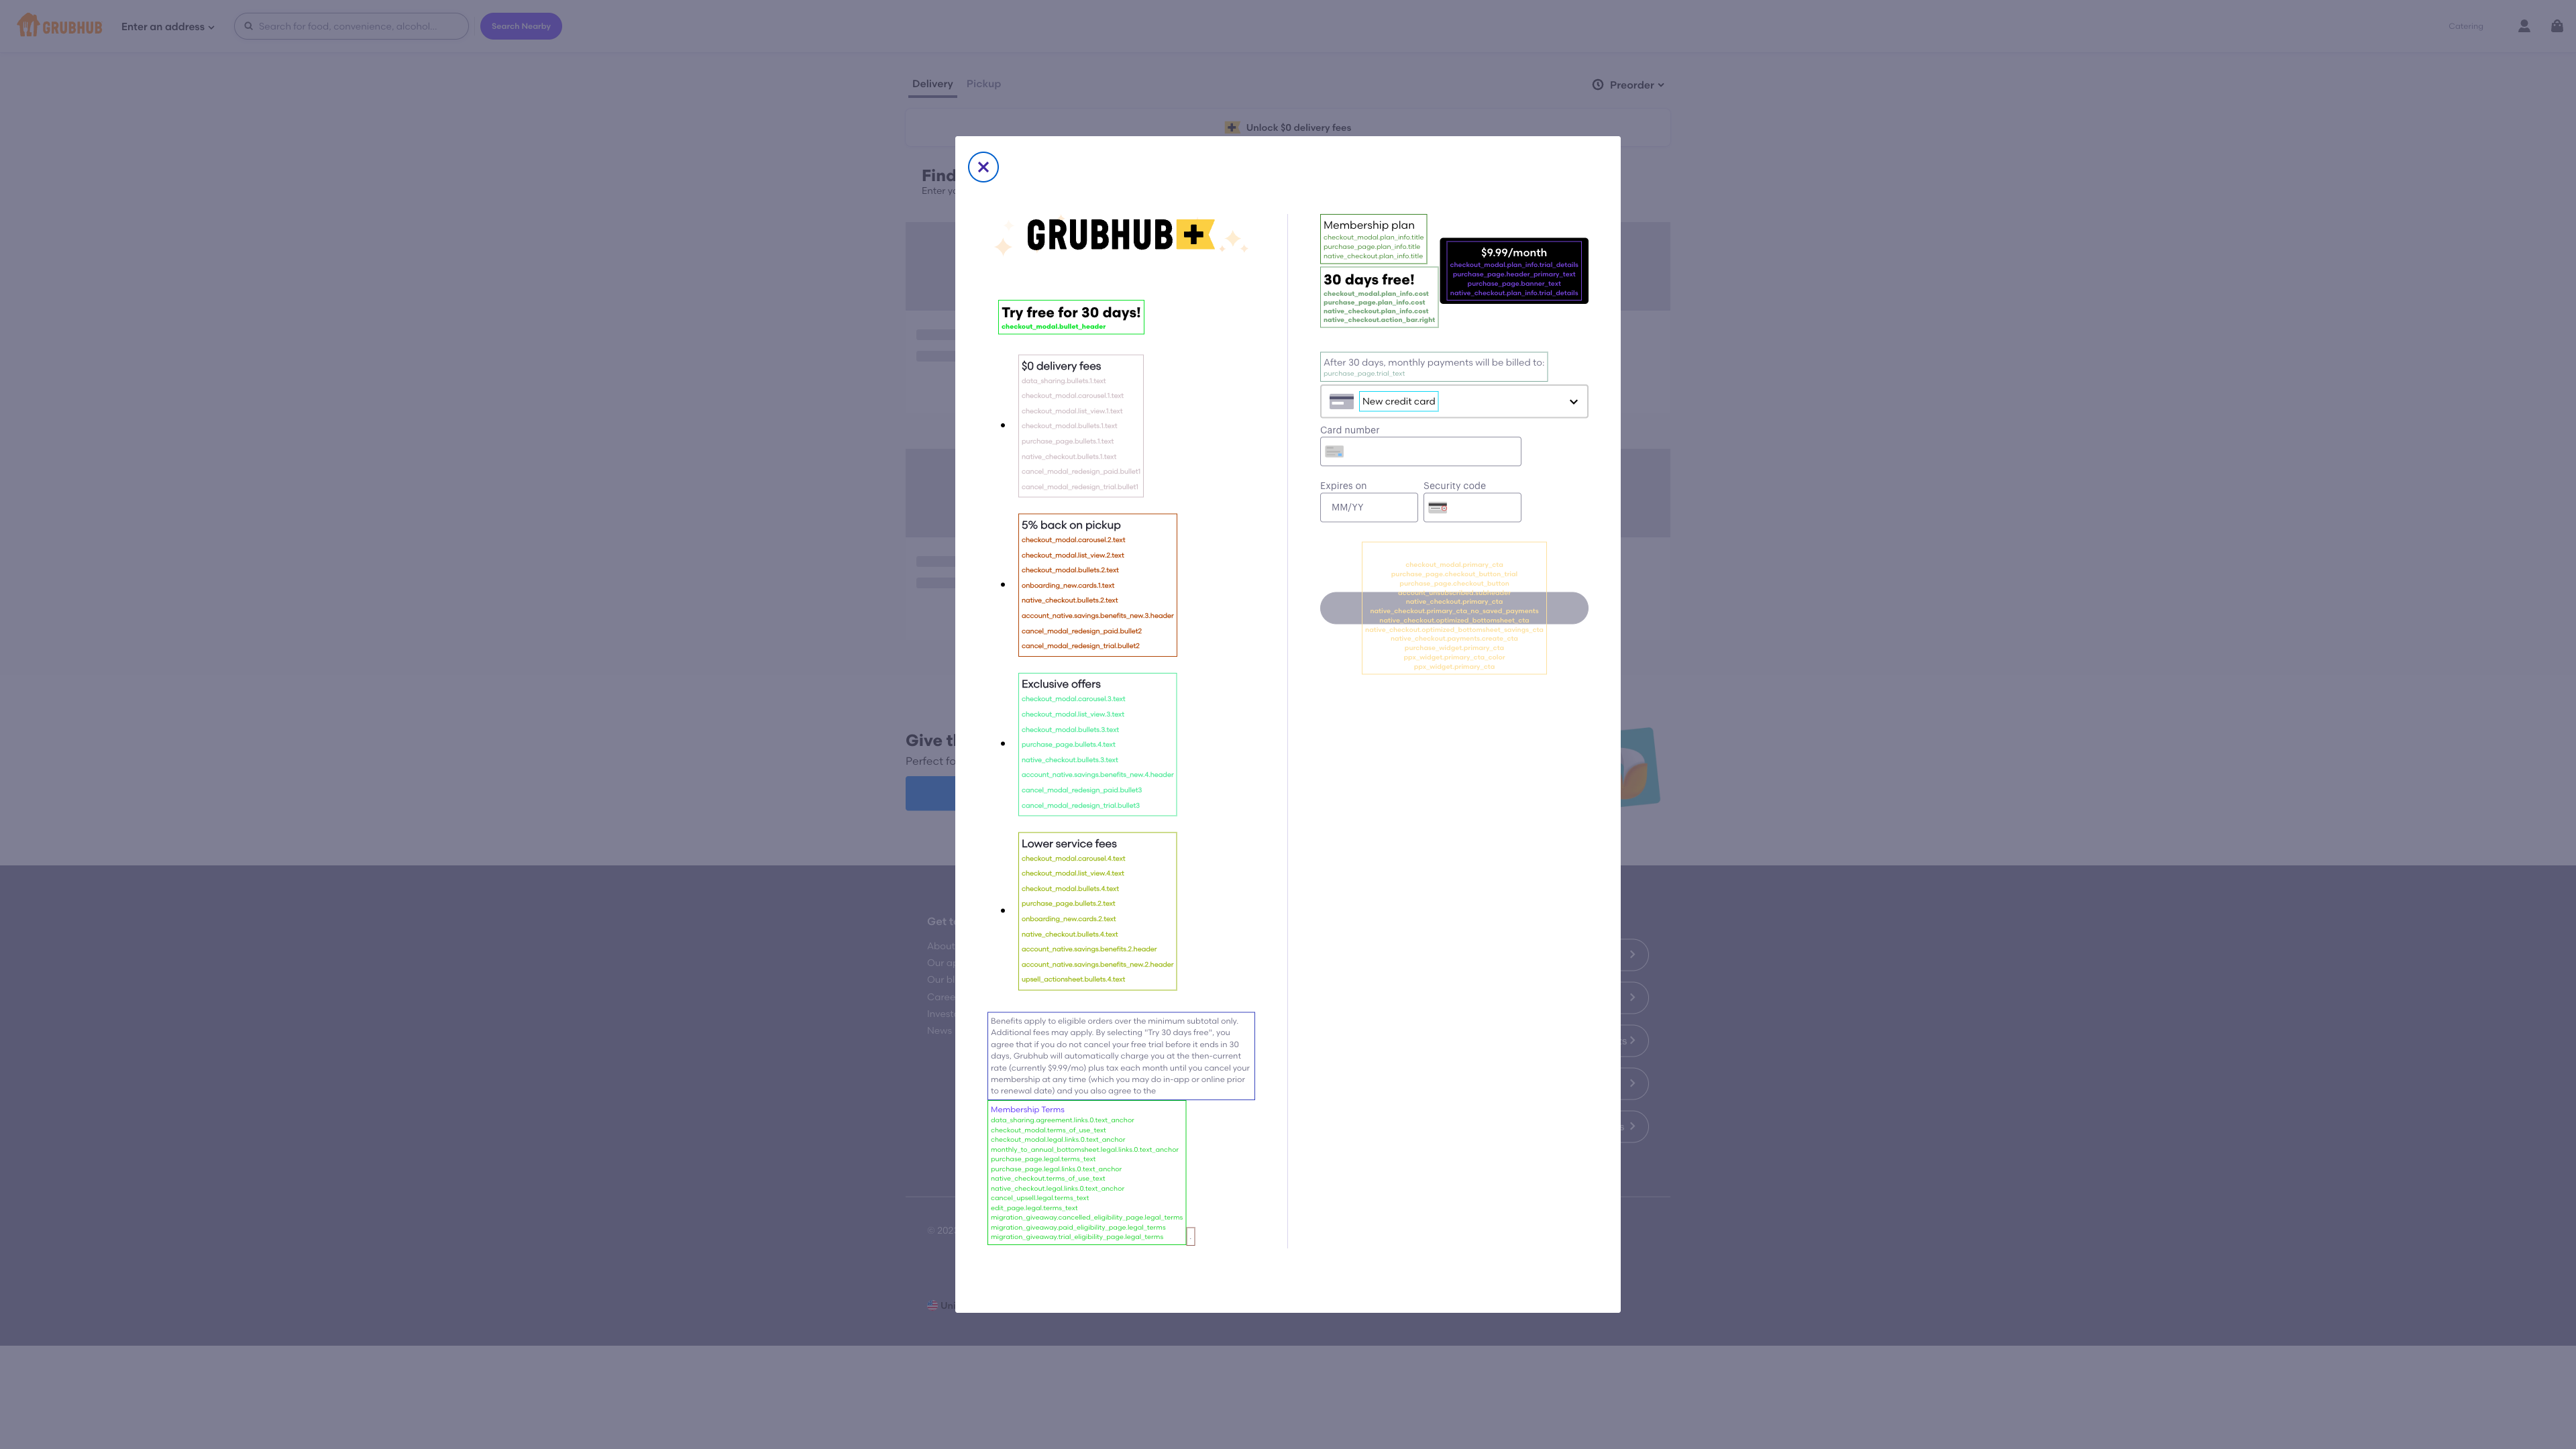 GRUBHUB
Enter an address
Search for food, convenience, alcohol...
Search Nearby
Catering
Delivery
Pickup
Preorder
Unlock $0 delivery fees
Find
Enter yo
GRUBHUB+
Try free for 30 days!
checkout_modal.bullet_header
$0 delivery fees
data_sharing.bullets.1.text
checkout_modal.carousel.1.text
checkout_modal.list_view.1.text
checkout_modal.bullets.1.text
purchase_page.bullets.1.text
native_checkout.bullets.1.text
cancel_modal_redesign_paid.bullet1
cancel_modal_redesign_trial.bullet1
5% back on pickup
checkout_modal.carousel.2.text
checkout_modal.list_view.2.text
checkout_modal.bullets.2.text
onboarding_new.cards.1.text
native_checkout.bullets.2.text
account_native.savings.benefits_new.3.header
cancel_modal_redesign_paid.bullet2
cancel_modal_redesign_trial.bullet2
Exclusive offers
checkout_modal.carousel.3.text
checkout_modal.list_view.3.text
checkout_modal.bullets.3.text
purchase_page.bullets.4.text
native_checkout.bullets.3.text
account_native.savings.benefits_new.4.header
cancel_modal_redesign_paid.bullet3
cancel_modal_redesign_trial.bullet3
Lower service fees
checkout_modal.carousel.4.text
checkout_modal.list_view.4.text
checkout_modal.bullets.4.text
purchase_page.bullets.2.text
onboarding_new.cards.2.text
native_checkout.bullets.4.text
account_native.savings.benefits.2.header
account_native.savings.benefits_new.2.header
upsell_actionsheet.bullets.4.text
Benefits apply to eligible orders over the minimum subtotal only.
Additional fees may apply. By selecting "Try 30 days free", you
agree that if you do not cancel your free trial before it ends in 30
days, Grubhub will automatically charge you at the then-current
rate (currently $9.99/mo) plus tax each month until you cancel your
membership at any time (which you may do in-app or online prior
to renewal date) and you also agree to the
Membership Terms
data_sharing.agreement.links.0.text_anchor
checkout_modal.terms_of_use_text
checkout_modal.legal.links.0.text_anchor
monthly_to_annual_bottomsheet.legal.links.0.text_anchor
purchase_page.legal.terms_text
purchase_page.legal.links.0.text_anchor
native_checkout.terms_of_use_text
native_checkout.legal.links.0.text_anchor
cancel_upsell.legal.terms_text
edit_page.legal.terms_text
migration_giveaway.cancelled_eligibility_page.legal_terms
migration_giveaway.paid_eligibility_page.legal_terms
migration_giveaway.trial_eligibility_page.legal_terms
.
Membership plan
checkout_modal.plan_info.title
purchase_page.plan_info.title
native_checkout.plan_info.title
30 days free!
checkout_modal.plan_info.cost
purchase_page.plan_info.cost
native_checkout.plan_info.cost
native_checkout.action_bar.right
$9.99/month
checkout_modal.plan_info.trial_details
purchase_page.header_primary_text
purchase_page.banner_text
native_checkout.plan_info.trial_details
After 30 days, monthly payments will be billed to:
purchase_page.trial_text
New credit card
Card number
Expires on
Security code
MM/YY
checkout_modal.primary_cta
purchase_page.checkout_button_trial
purchase_page.checkout_button
account_unsubscribed.subheader
native_checkout.primary_cta
native_checkout.primary_cta_no_saved_payments
native_checkout.optimized_bottomsheet_cta
native_checkout.optimized_bottomsheet_savings_cta
native_checkout.payments.create_cta
purchase_widget.primary_cta
ppx_widget.primary_cta_color
ppx_widget.primary_cta
Give th
Perfect fo
Get t
About
Our a
Our bl
Caree
Invest
News
© 202
Uni